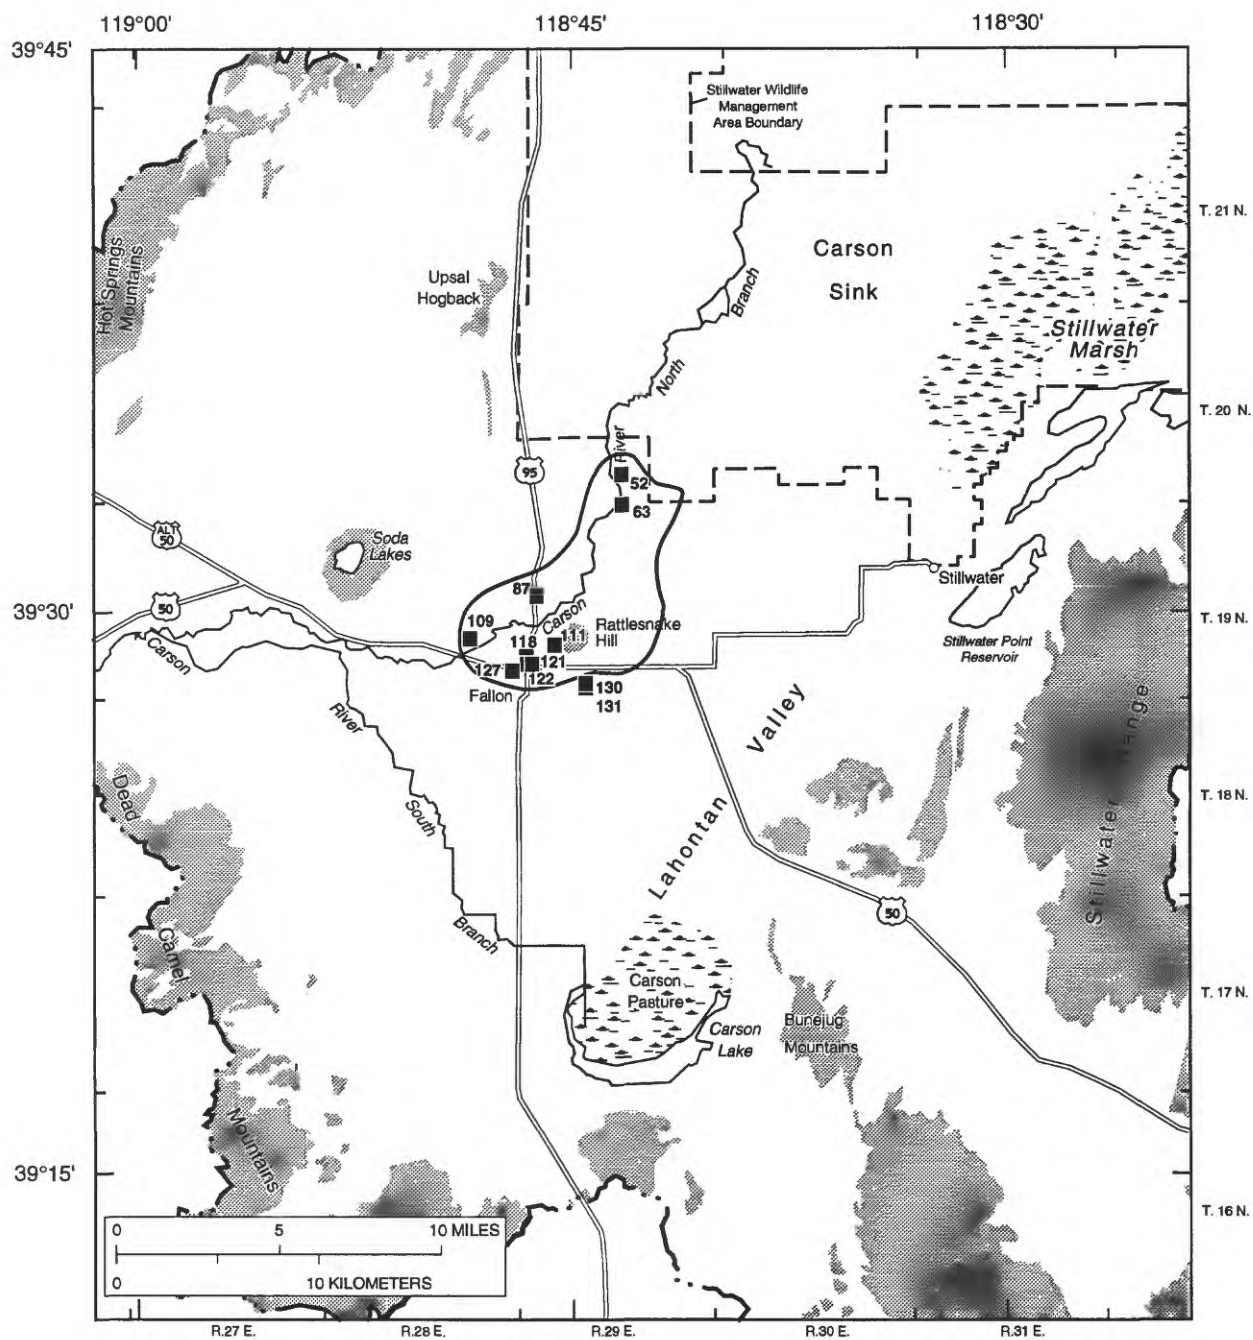 119°00'
118°45'
118°30'
39°45'
Stillwater Wildlife
Management
Area Boundary
T. 21 N.
Carson
Sink
Hot Springs
Mountains
Upsal
Hogback
Branch
Stillwater
Marsh
North
T. 20 N.
River
95
52
63
ALT
50
Soda
Lakes
50
87
Stillwater
39°30'
T. 19 N.
109
Carson
Rattlesnake
Hill
118
111
Stillwater Point
Reservoir
Carson
127
121
122
130
131
Fallon
River
Valley
Stillwater Range
Dead
T. 18 N.
South
Lahontan
50
Branch
Camel
Carson
Pasture
T. 17 N.
Carson
Lake
Bunejug
Mountains
Mountains
39°15'
T. 16 N.
0 5 10 MILES
0 10 KILOMETERS
R.27 E.
R.28 E.
R.29 E.
R.30 E.
R.31 E.